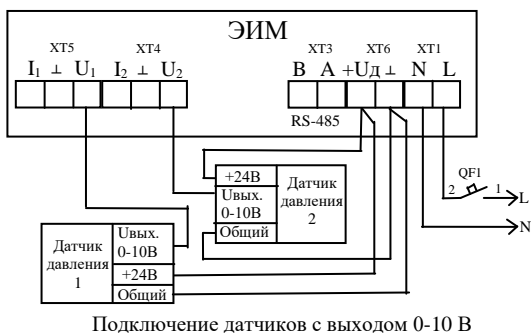 ЭИМ
XT5 XT4 XT3 XT6 XT1
I₁ ⊥ U₁ I₂ ⊥ U₂ B A +Uд ⊥ N L
RS-485
QF1
2 1
L
N
+24В
Uвых.
0-10В
Общий
Датчик
давления
2
Датчик
давления
1
Uвых.
0-10В
+24В
Общий
Подключение датчиков с выходом 0-10 В